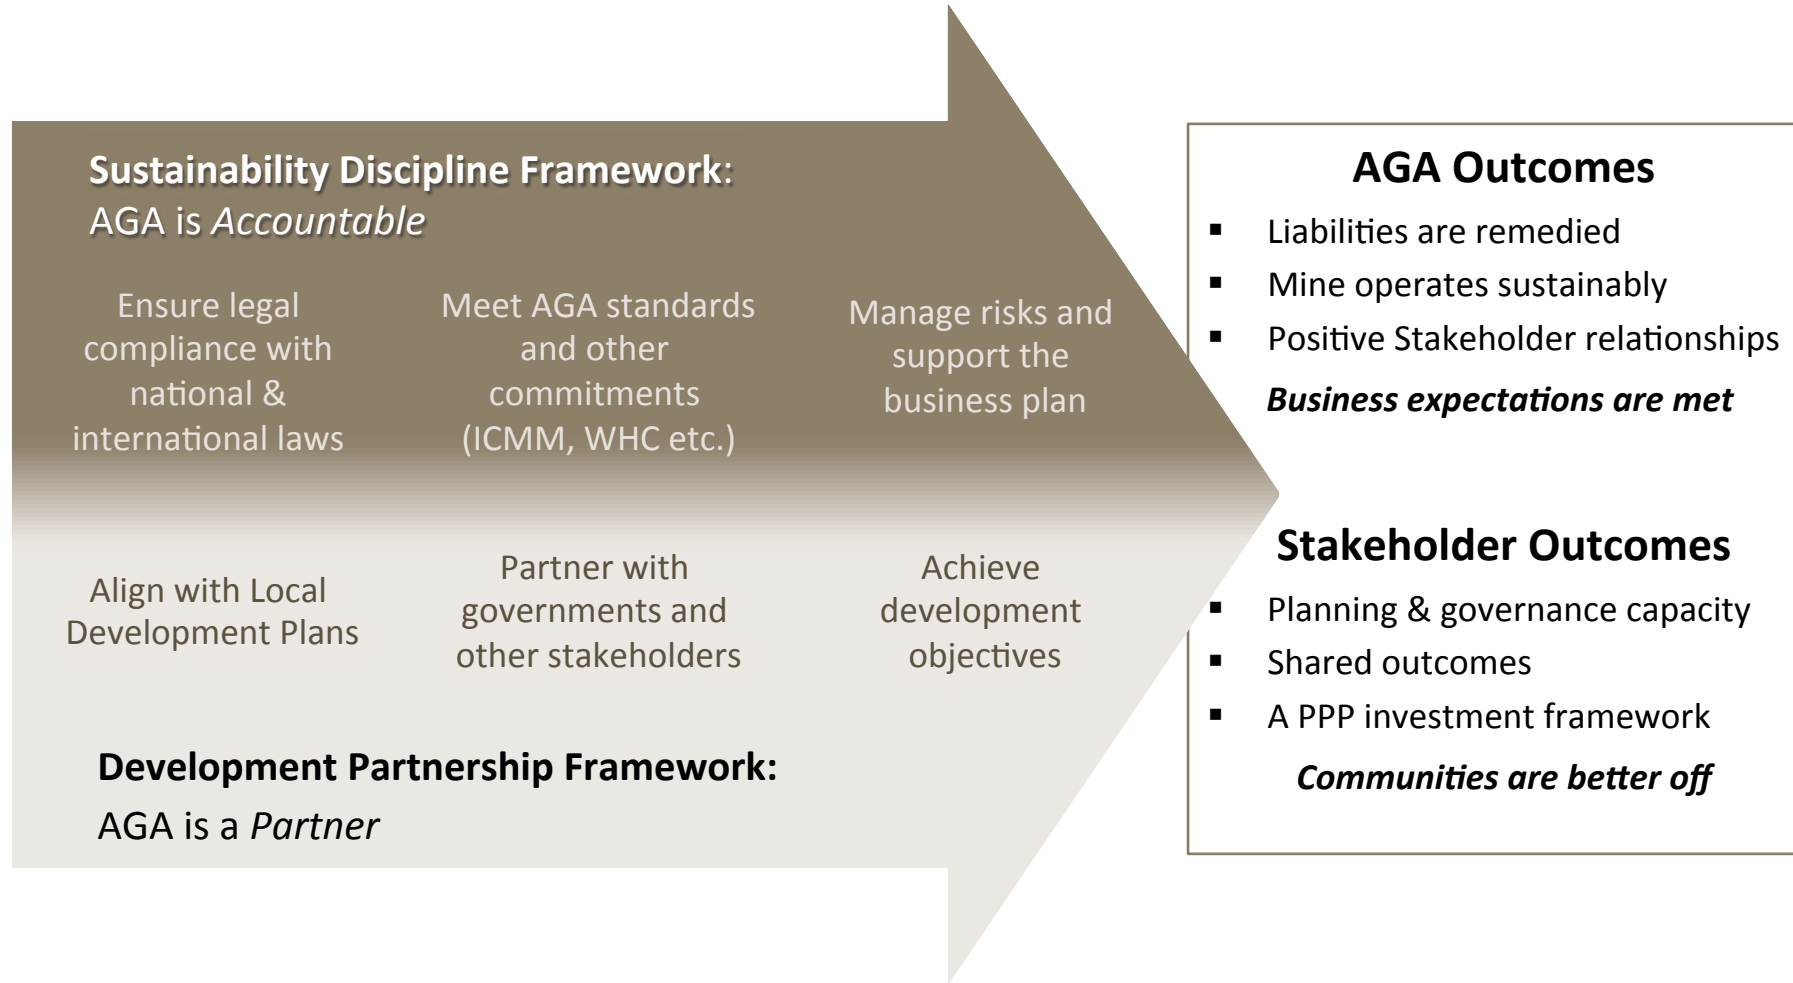 Sustainability Discipline Framework:
AGA is Accountable
Ensure legal
compliance with
national &
international laws
Meet AGA standards
and other
commitments
(ICMM, WHC etc.)
Manage risks and
support the
business plan
Align with Local
Development Plans
Partner with
governments and
other stakeholders
Achieve
development
objectives
Development Partnership Framework:
AGA is a Partner
AGA Outcomes
▪ Liabilities are remedied
▪ Mine operates sustainably
▪ Positive Stakeholder relationships
Business expectations are met
Stakeholder Outcomes
▪ Planning & governance capacity
▪ Shared outcomes
▪ A PPP investment framework
Communities are better off